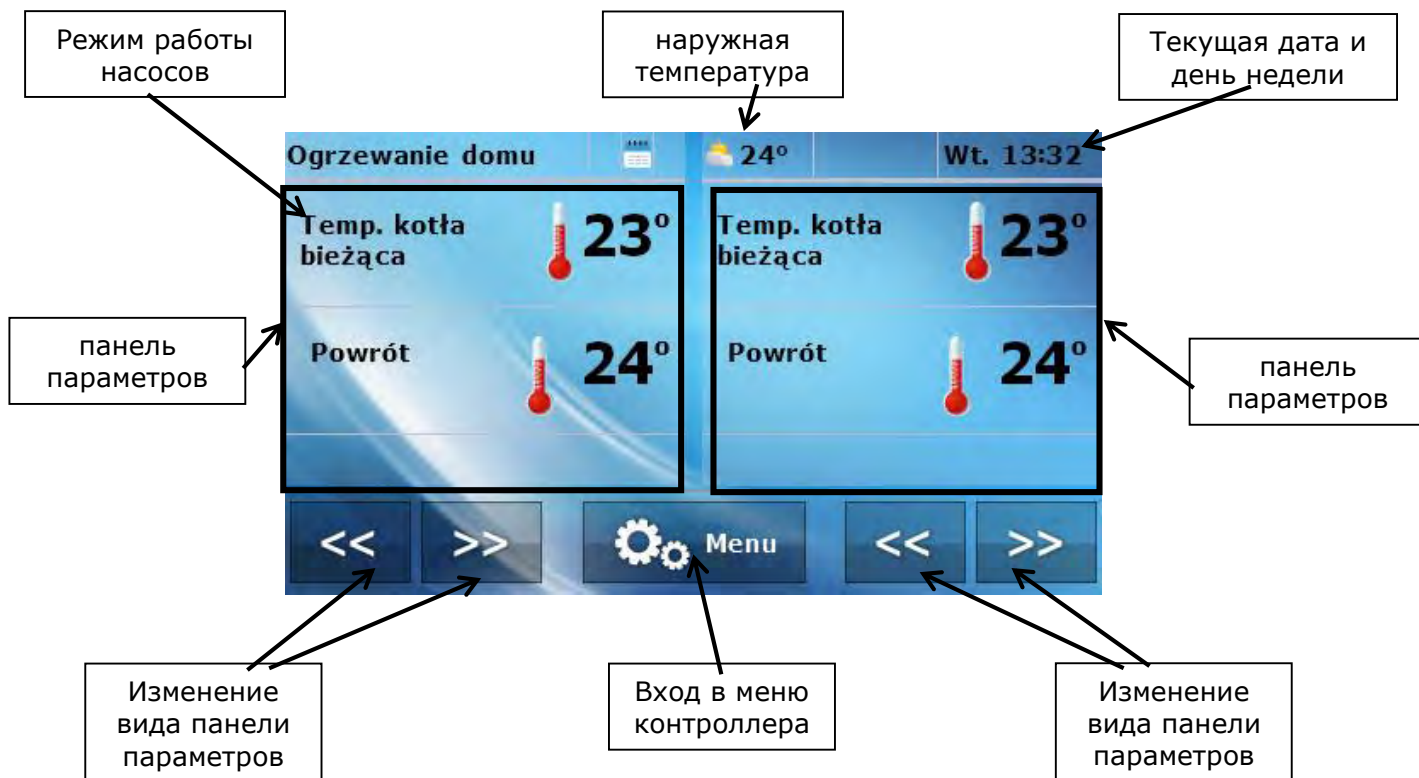 Режим работы
насосов
наружная
температура
Текущая дата и
день недели
Ogrzewanie domu
24°
Wt. 13:32
Temp. kotła
bieżąca
23°
Temp. kotła
bieżąca
23°
панель
параметров
Powrót
24°
Powrót
24°
панель
параметров
<<
>>
Menu
<<
>>
Изменение
вида панели
параметров
Вход в меню
контроллера
Изменение
вида панели
параметров